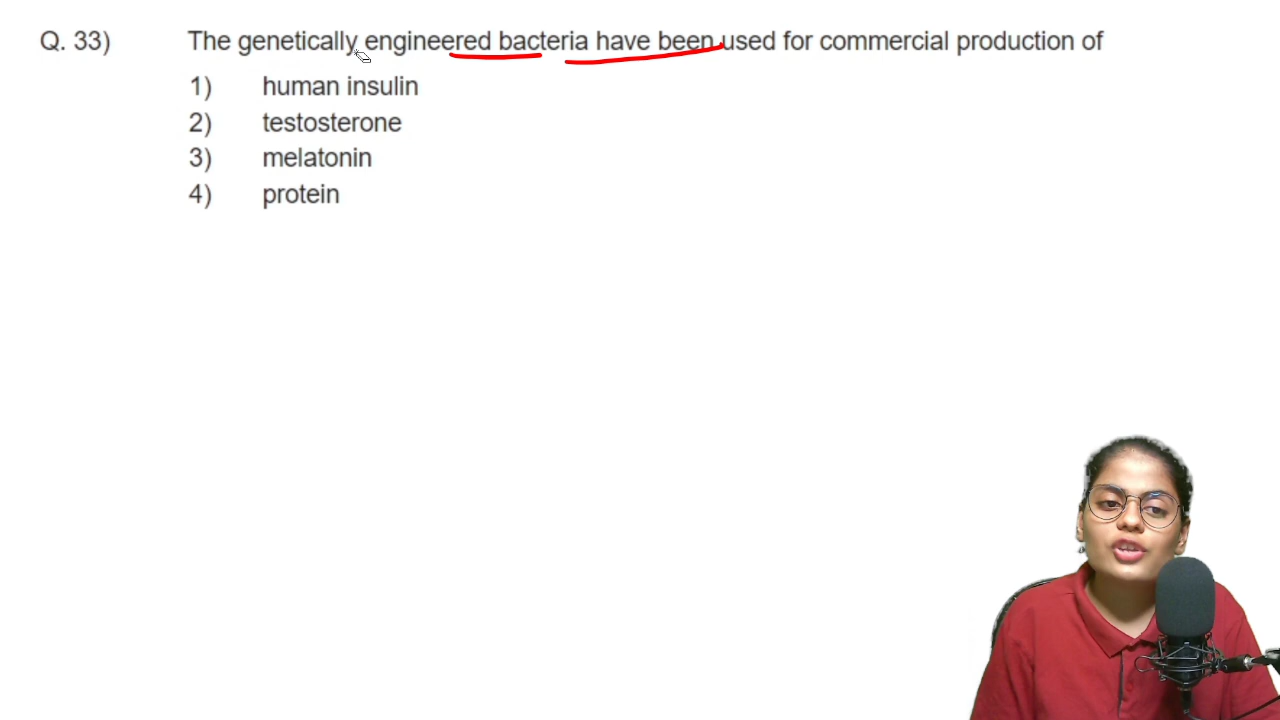 Q. 33) The genetically engineered bacteria have been used for commercial production of
1) human insulin
2) testosterone
3) melatonin
4) protein